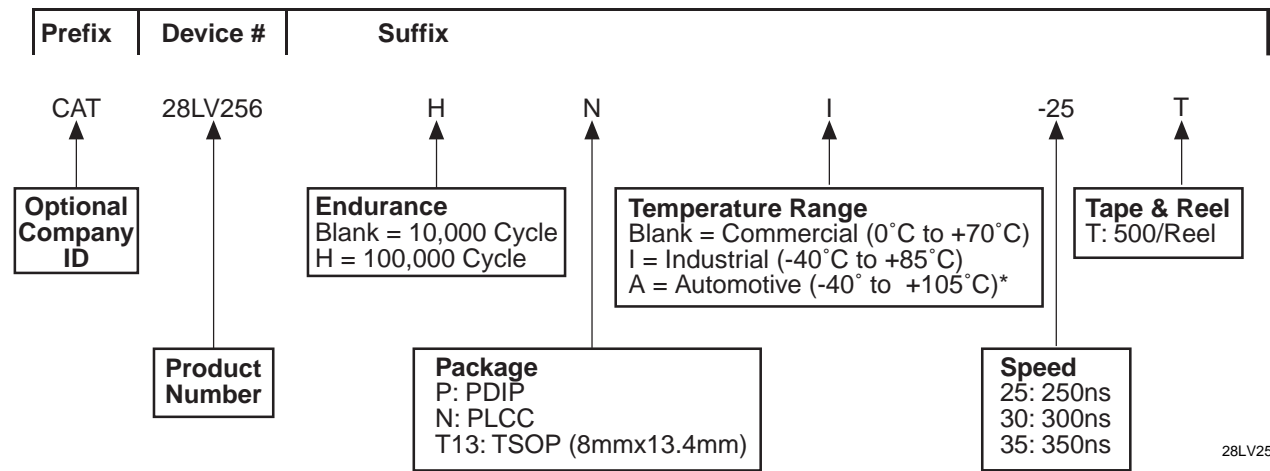 Prefix Device # Suffix
CAT 28LV256 H N I -25 T
Optional
Company
ID
Endurance
Blank = 10,000 Cycle
H = 100,000 Cycle
Temperature Range
Blank = Commercial (0˚C to +70˚C)
I = Industrial (-40˚C to +85˚C)
A = Automotive (-40˚ to +105˚C)*
Tape & Reel
T: 500/Reel
Product
Number
Package
P: PDIP
N: PLCC
T13: TSOP (8mmx13.4mm)
Speed
25: 250ns
30: 300ns
35: 350ns